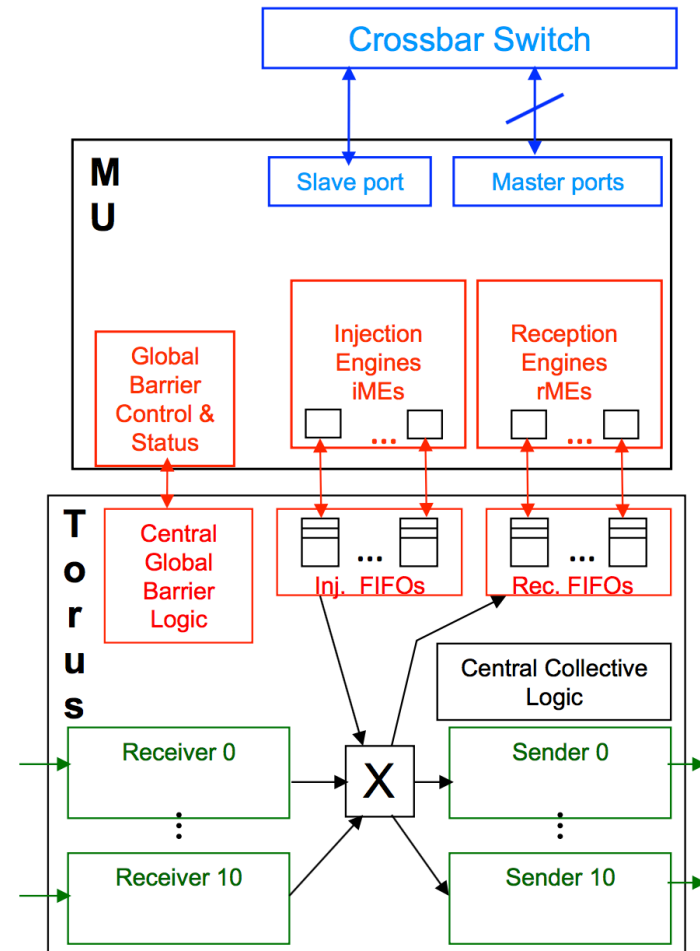 Crossbar Switch
M
U
Slave port
Master ports
Injection
Engines
iMEs
...
Reception
Engines
rMEs
...
Global
Barrier
Control &
Status
T
o
r
u
s
Central
Global
Barrier
Logic
...
Inj. FIFOs
...
Rec. FIFOs
Central Collective
Logic
Receiver 0
X
Sender 0
...
...
Receiver 10
Sender 10